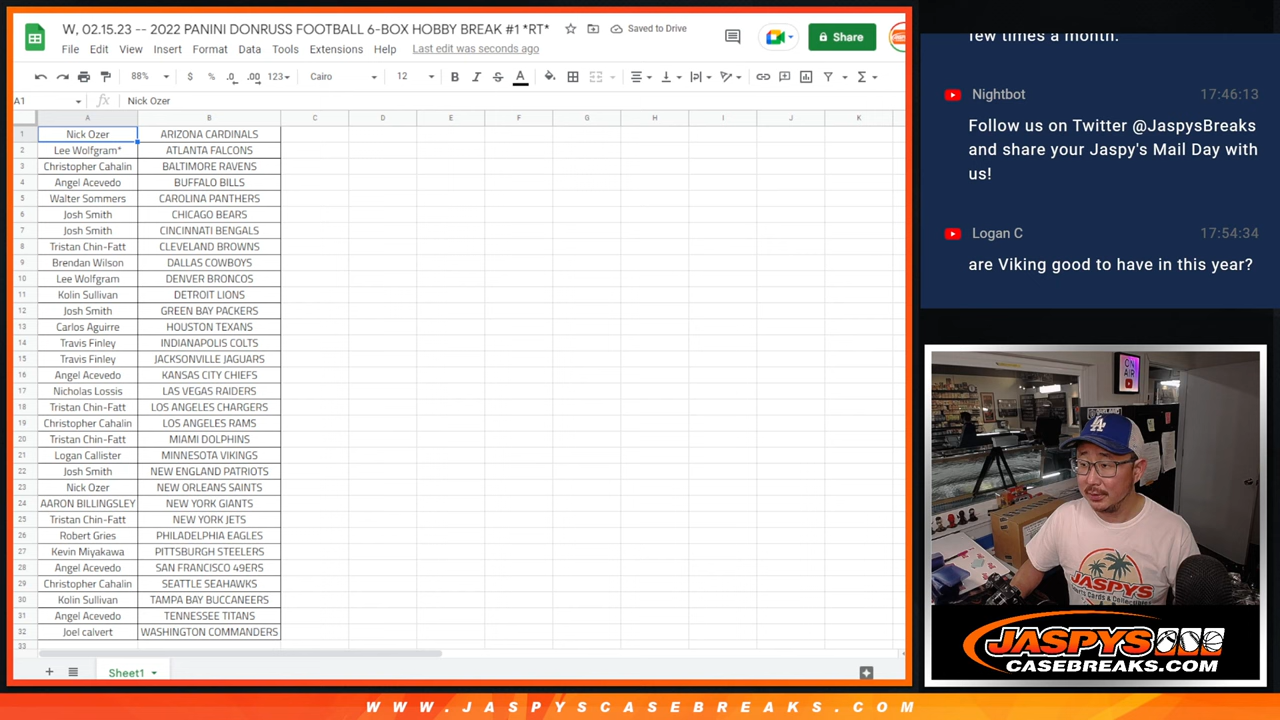 W, 02.15.23 -- 2022 PANINI DONRUSS FOOTBALL 6-BOX HOBBY BREAK #1 *RT*
Saved to Drive
File Edit View Insert Format Data Tools Extensions Help Last edit was seconds ago
Share
88% $ % .0 .00 123 Cairo 12 B I S A
A1 fx Nick Ozer
A B C D E F G H I J K
1 Nick Ozer ARIZONA CARDINALS
2 Lee Wolfgram* ATLANTA FALCONS
3 Christopher Cahalin BALTIMORE RAVENS
4 Angel Acevedo BUFFALO BILLS
5 Walter Sommers CAROLINA PANTHERS
6 Josh Smith CHICAGO BEARS
7 Josh Smith CINCINNATI BENGALS
8 Tristan Chin-Fatt CLEVELAND BROWNS
9 Brendan Wilson DALLAS COWBOYS
10 Lee Wolfgram DENVER BRONCOS
11 Kolin Sullivan DETROIT LIONS
12 Josh Smith GREEN BAY PACKERS
13 Carlos Aguirre HOUSTON TEXANS
14 Travis Finley INDIANAPOLIS COLTS
15 Travis Finley JACKSONVILLE JAGUARS
16 Angel Acevedo KANSAS CITY CHIEFS
17 Nicholas Lossis LAS VEGAS RAIDERS
18 Tristan Chin-Fatt LOS ANGELES CHARGERS
19 Christopher Cahalin LOS ANGELES RAMS
20 Tristan Chin-Fatt MIAMI DOLPHINS
21 Logan Callister MINNESOTA VIKINGS
22 Josh Smith NEW ENGLAND PATRIOTS
23 Nick Ozer NEW ORLEANS SAINTS
24 AARON BILLINGSLEY NEW YORK GIANTS
25 Tristan Chin-Fatt NEW YORK JETS
26 Robert Gries PHILADELPHIA EAGLES
27 Kevin Miyakawa PITTSBURGH STEELERS
28 Angel Acevedo SAN FRANCISCO 49ERS
29 Christopher Cahalin SEATTLE SEAHAWKS
30 Kolin Sullivan TAMPA BAY BUCCANEERS
31 Angel Acevedo TENNESSEE TITANS
32 Joel calvert WASHINGTON COMMANDERS
33
Sheet1
few times a month.
Nightbot 17:46:13
Follow us on Twitter @JaspysBreaks
and share your Jaspy's Mail Day with
us!
Logan C 17:54:34
are Viking good to have in this year?
ON
AIR
LA
JASPYS
JASPYS
CASEBREAKS.COM
WWW.JASPYSCASEBREAKS.COM